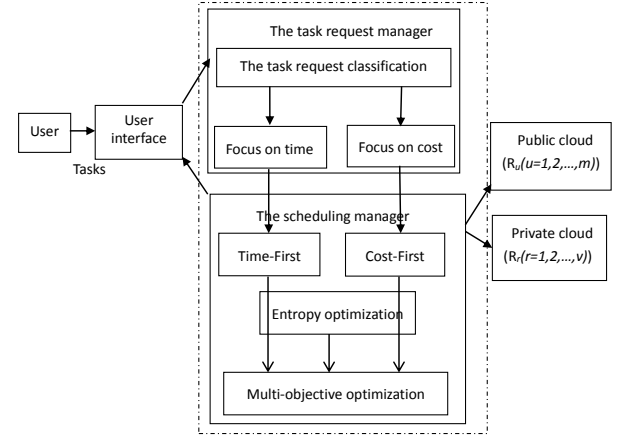 The task request manager
The task request classification
User
User
interface
Tasks
Focus on time
Focus on cost
Public cloud
(Ru(u=1,2,...,m))
Private cloud
(Rr(r=1,2,...,v))
The scheduling manager
Time-First
Cost-First
Entropy optimization
Multi-objective optimization